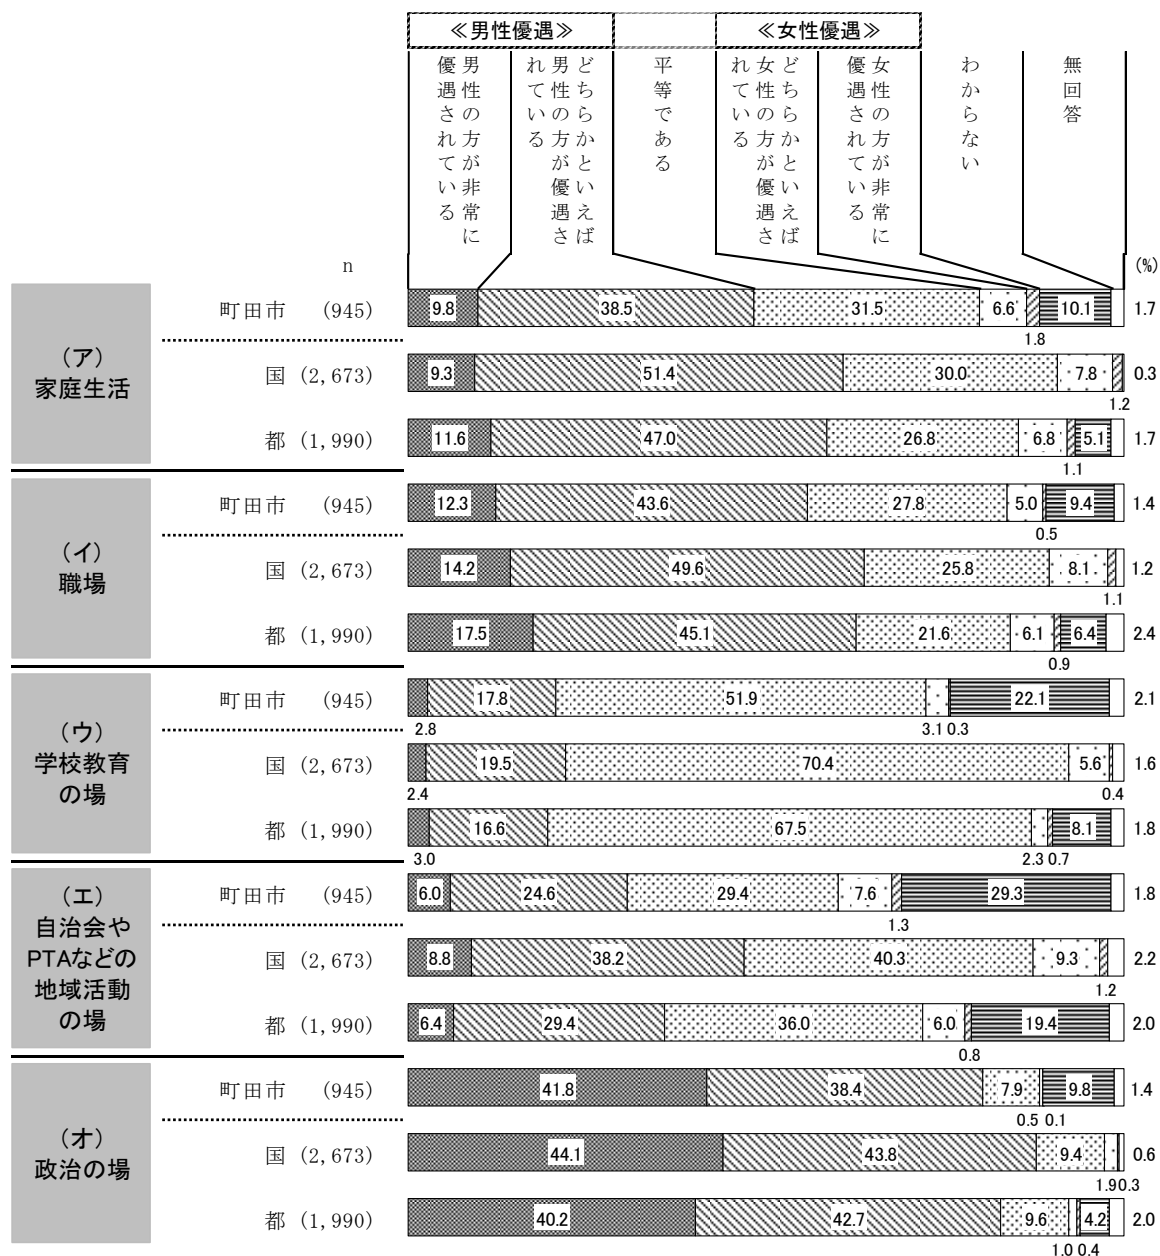 ≪男性優遇≫ ≪女性優遇≫
男性の方が非常に
優遇されている
どちらかといえば
男性の方が優遇さ
れている
平等である
どちらかといえば
女性の方が優遇さ
れている
女性の方が非常に
優遇されている
わからない
無回答
n (%)
(ア)
家庭生活
町田市 (945) 9.8 38.5 31.5 6.6 10.1 1.7
1.8
国 (2,673) 9.3 51.4 30.0 7.8 0.3
1.2
都 (1,990) 11.6 47.0 26.8 6.8 5.1 1.7
1.1
(イ)
職場
町田市 (945) 12.3 43.6 27.8 5.0 9.4 1.4
0.5
国 (2,673) 14.2 49.6 25.8 8.1 1.2
1.1
都 (1,990) 17.5 45.1 21.6 6.1 6.4 2.4
0.9
(ウ)
学校教育
の場
町田市 (945) 17.8 51.9 22.1 2.1
2.8 3.1 0.3
国 (2,673) 19.5 70.4 5.6 1.6
2.4 0.4
都 (1,990) 16.6 67.5 8.1 1.8
3.0 2.3 0.7
(エ)
自治会や
PTAなどの
地域活動
の場
町田市 (945) 6.0 24.6 29.4 7.6 29.3 1.8
1.3
国 (2,673) 8.8 38.2 40.3 9.3 2.2
1.2
都 (1,990) 6.4 29.4 36.0 6.0 19.4 2.0
0.8
(オ)
政治の場
町田市 (945) 41.8 38.4 7.9 9.8 1.4
0.5 0.1
国 (2,673) 44.1 43.8 9.4 0.6
1.9 0.3
都 (1,990) 40.2 42.7 9.6 4.2 2.0
1.0 0.4